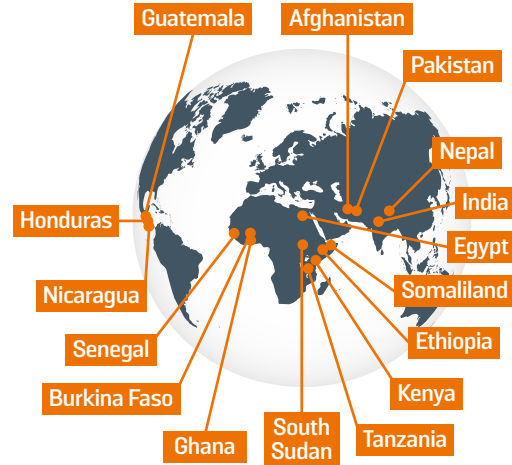 Guatemala
Afghanistan
Pakistan
Nepal
India
Honduras
Egypt
Nicaragua
Somaliland
Senegal
Ethiopia
Burkina Faso
Kenya
Ghana
South
Sudan
Tanzania